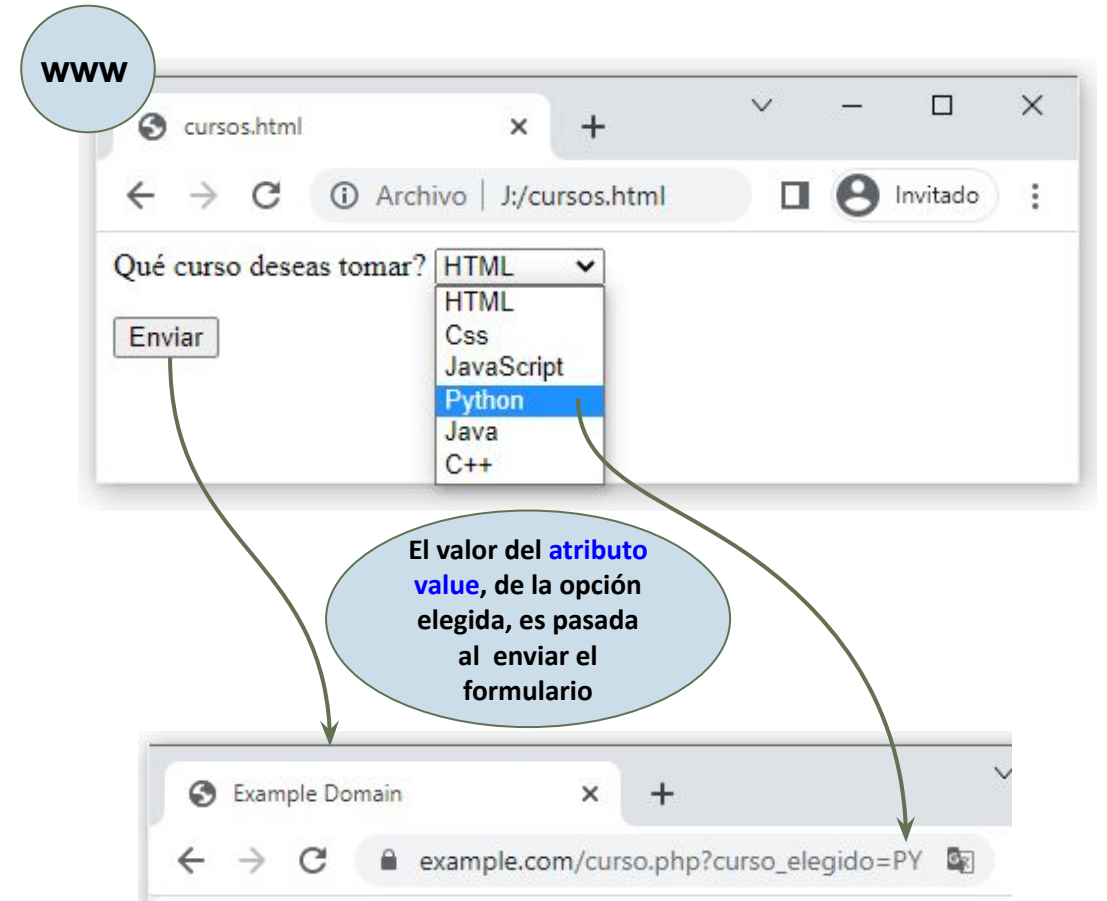 www
cursos.html
Archivo | J:/cursos.html
Invitado
Qué curso deseas tomar? HTML
HTML
Css
JavaScript
Python
Java
C++
Enviar
El valor del atributo
value, de la opción
elegida, es pasada
al enviar el
formulario
Example Domain
example.com/curso.php?curso_elegido=PY